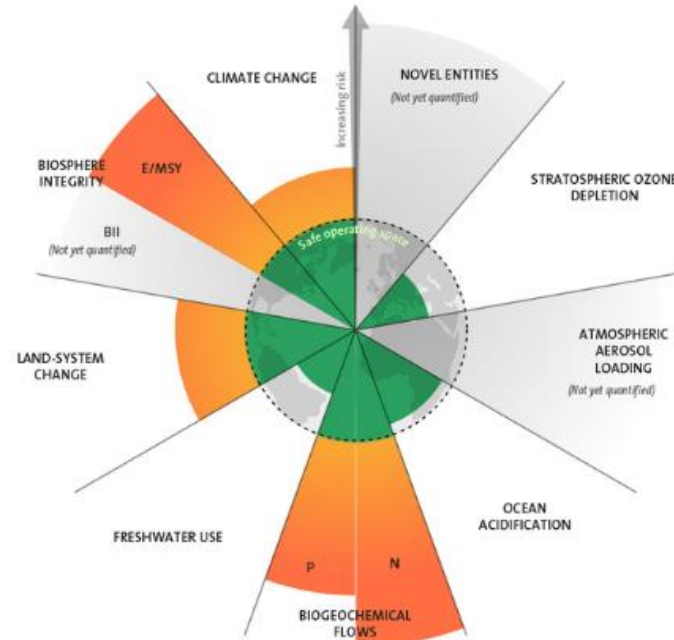 CLIMATE CHANGE
Increasing risk
NOVEL ENTITIES
(Not yet quantified)
BIOSPHERE
INTEGRITY
E/MSY
BII
(Not yet quantified)
Safe operating space
STRATOSPHERIC OZONE
DEPLETION
LAND-SYSTEM
CHANGE
ATMOSPHERIC
AEROSOL
LOADING
(Not yet quantified)
FRESHWATER USE
P
N
OCEAN
ACIDIFICATION
BIOGEOCHEMICAL
FLOWS